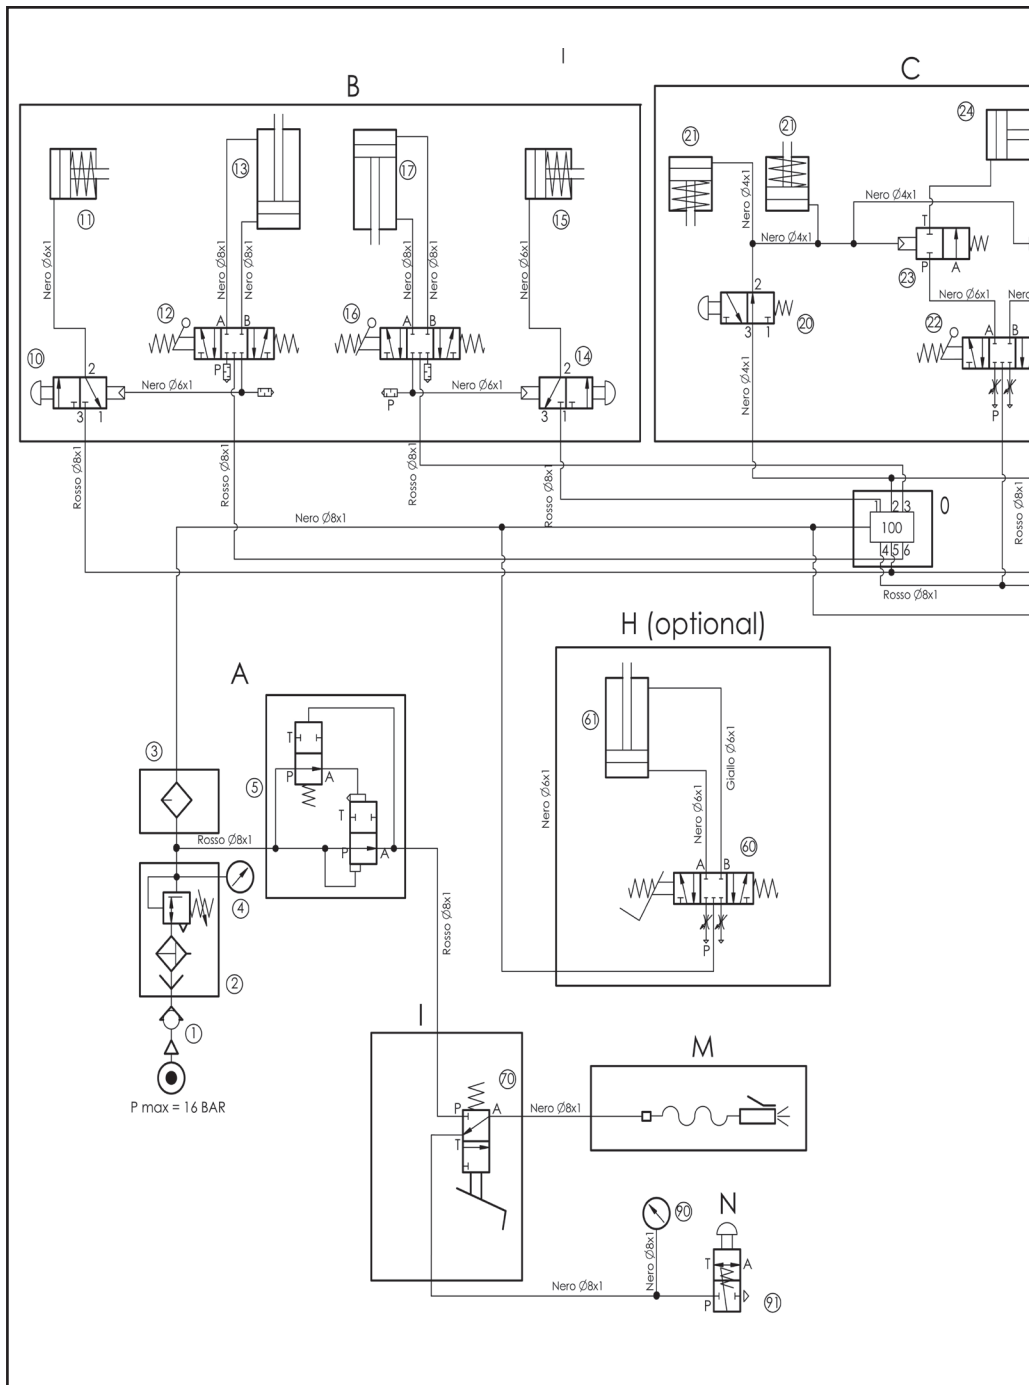 I
B
C
11
13
17
15
21
21
24
Nero Ø6x1
Nero Ø8x1
Nero Ø8x1
Nero Ø8x1
Nero Ø8x1
Nero Ø6x1
Nero Ø4x1
Nero Ø4x1
Nero Ø4x1
T
P
A
23
Nero Ø6x1
Nero
12
A
B
16
A
B
14
2
3
1
20
22
A
B
10
2
3
1
P
Nero Ø6x1
P
Nero Ø6x1
2
3
1
Nero Ø4x1
P
Rosso Ø8x1
Rosso Ø8x1
Rosso Ø8x1
Rosso Ø8x1
Rosso Ø8x1
Nero Ø8x1
1
2
3
100
4
5
6
0
Rosso Ø8x1
H (optional)
61
Nero Ø6x1
Nero Ø6x1
Giallo Ø6x1
A
B
60
P
A
3
5
T
P
A
T
P
A
Rosso Ø8x1
4
2
1
P max = 16 BAR
Rosso Ø8x1
I
70
P
A
T
Nero Ø8x1
M
90
N
Nero Ø8x1
Nero Ø8x1
T
A
P
91